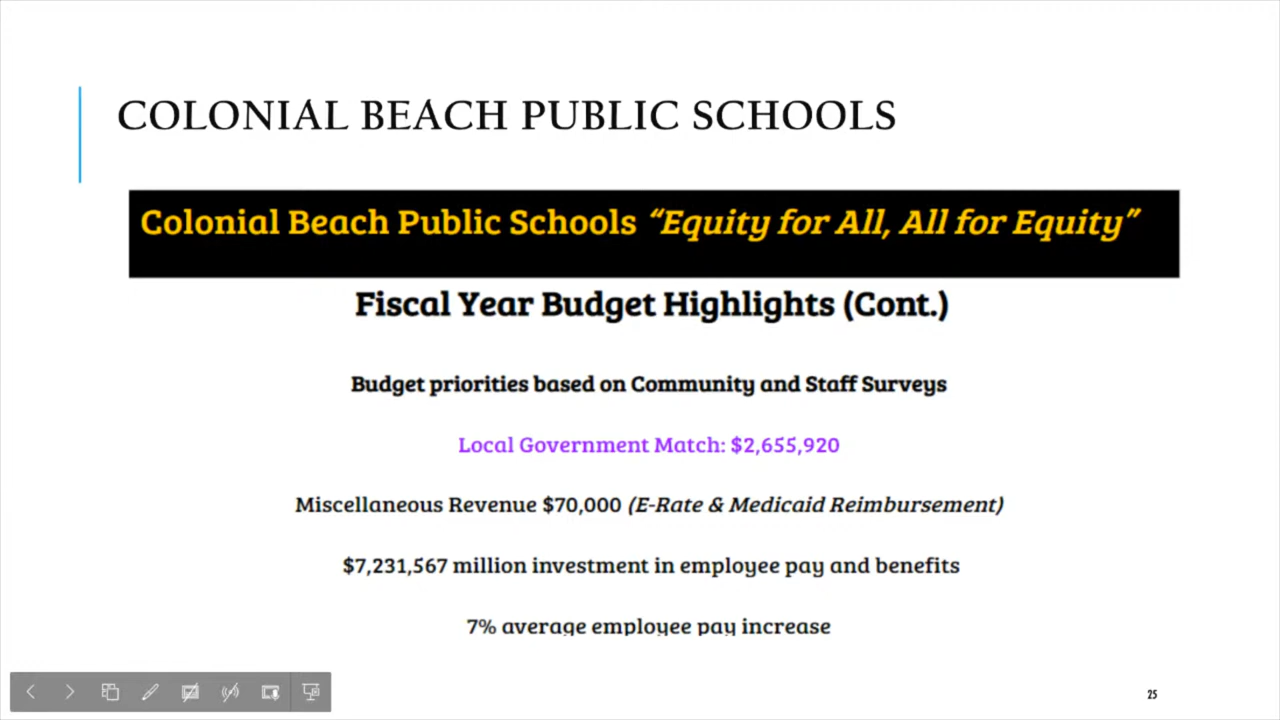 COLONIAL BEACH PUBLIC SCHOOLS
Colonial Beach Public Schools “Equity for All, All for Equity”
Fiscal Year Budget Highlights (Cont.)
Budget priorities based on Community and Staff Surveys
Local Government Match: $2,655,920
Miscellaneous Revenue $70,000 (E-Rate & Medicaid Reimbursement)
$7,231,567 million investment in employee pay and benefits
7% average employee pay increase
25